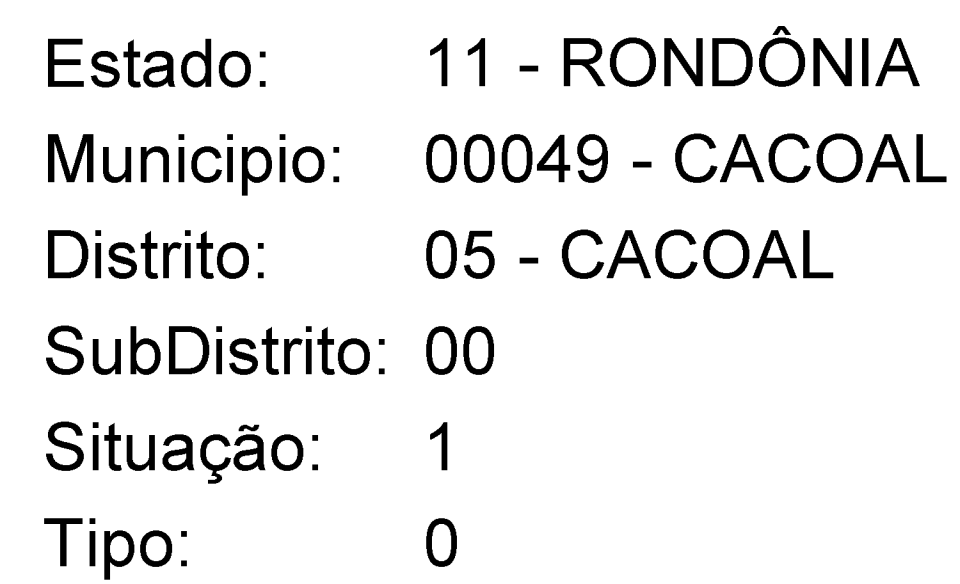 Estado: 11 - RONDÔNIA
Municipio: 00049 - CACOAL
Distrito: 05 - CACOAL
SubDistrito: 00
Situação: 1
Tipo: 0